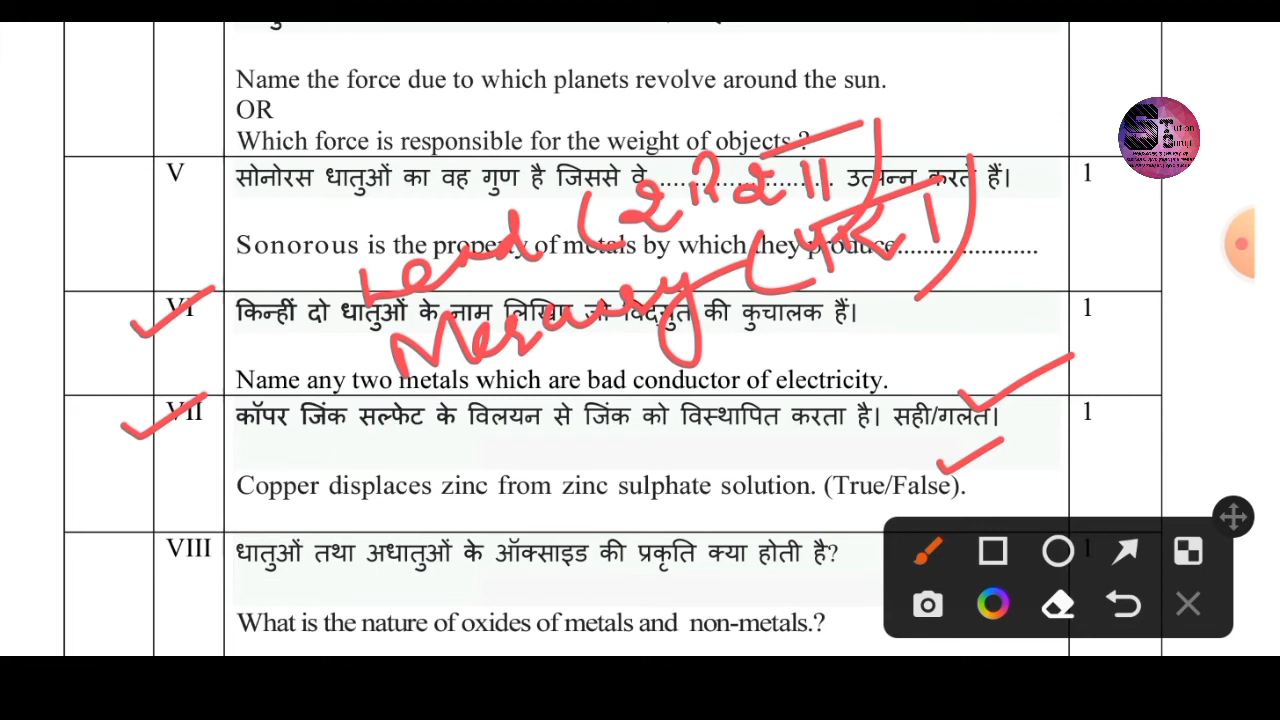 Name the force due to which planets revolve around the sun.
OR
Which force is responsible for the weight of objects.?
V
सोनोरस धातुओं का वह गुण है जिससे वे ......................... उत्पन्न करते हैं।
1
Sonorous is the property of metals by which they produce......................
Lead
Mercury
VI
किन्हीं दो धातुओं के नाम लिखिए जो विद्युत की कुचालक हैं।
1
Name any two metals which are bad conductor of electricity.
VII
कॉपर जिंक सल्फेट के विलयन से जिंक को विस्थापित करता है। सही/गलत।
1
Copper displaces zinc from zinc sulphate solution. (True/False).
VIII
धातुओं तथा अधातुओं के ऑक्साइड की प्रकृति क्या होती है?
1
What is the nature of oxides of metals and non-metals.?